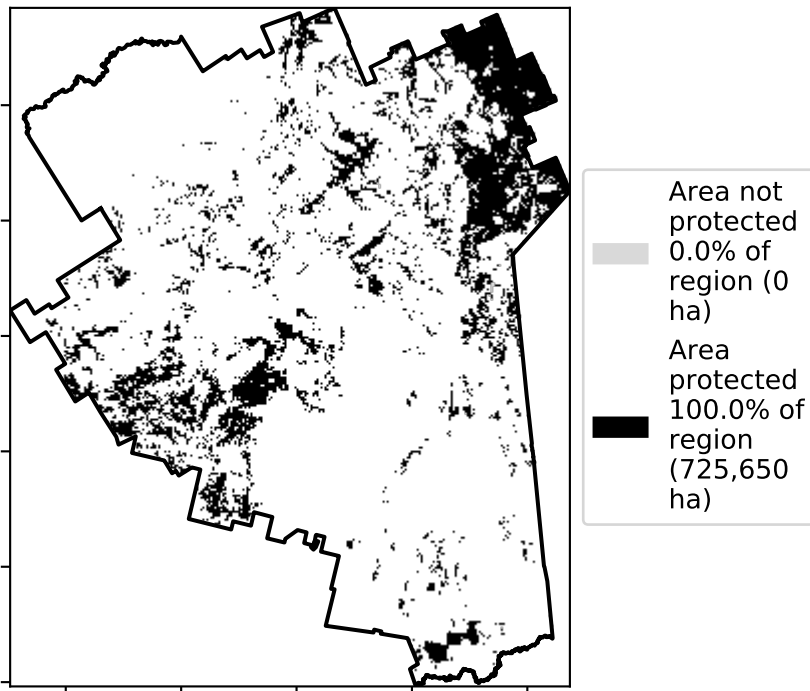 Area not
protected
0.0% of
region (0
ha)
Area
protected
100.0% of
region
(725,650
ha)